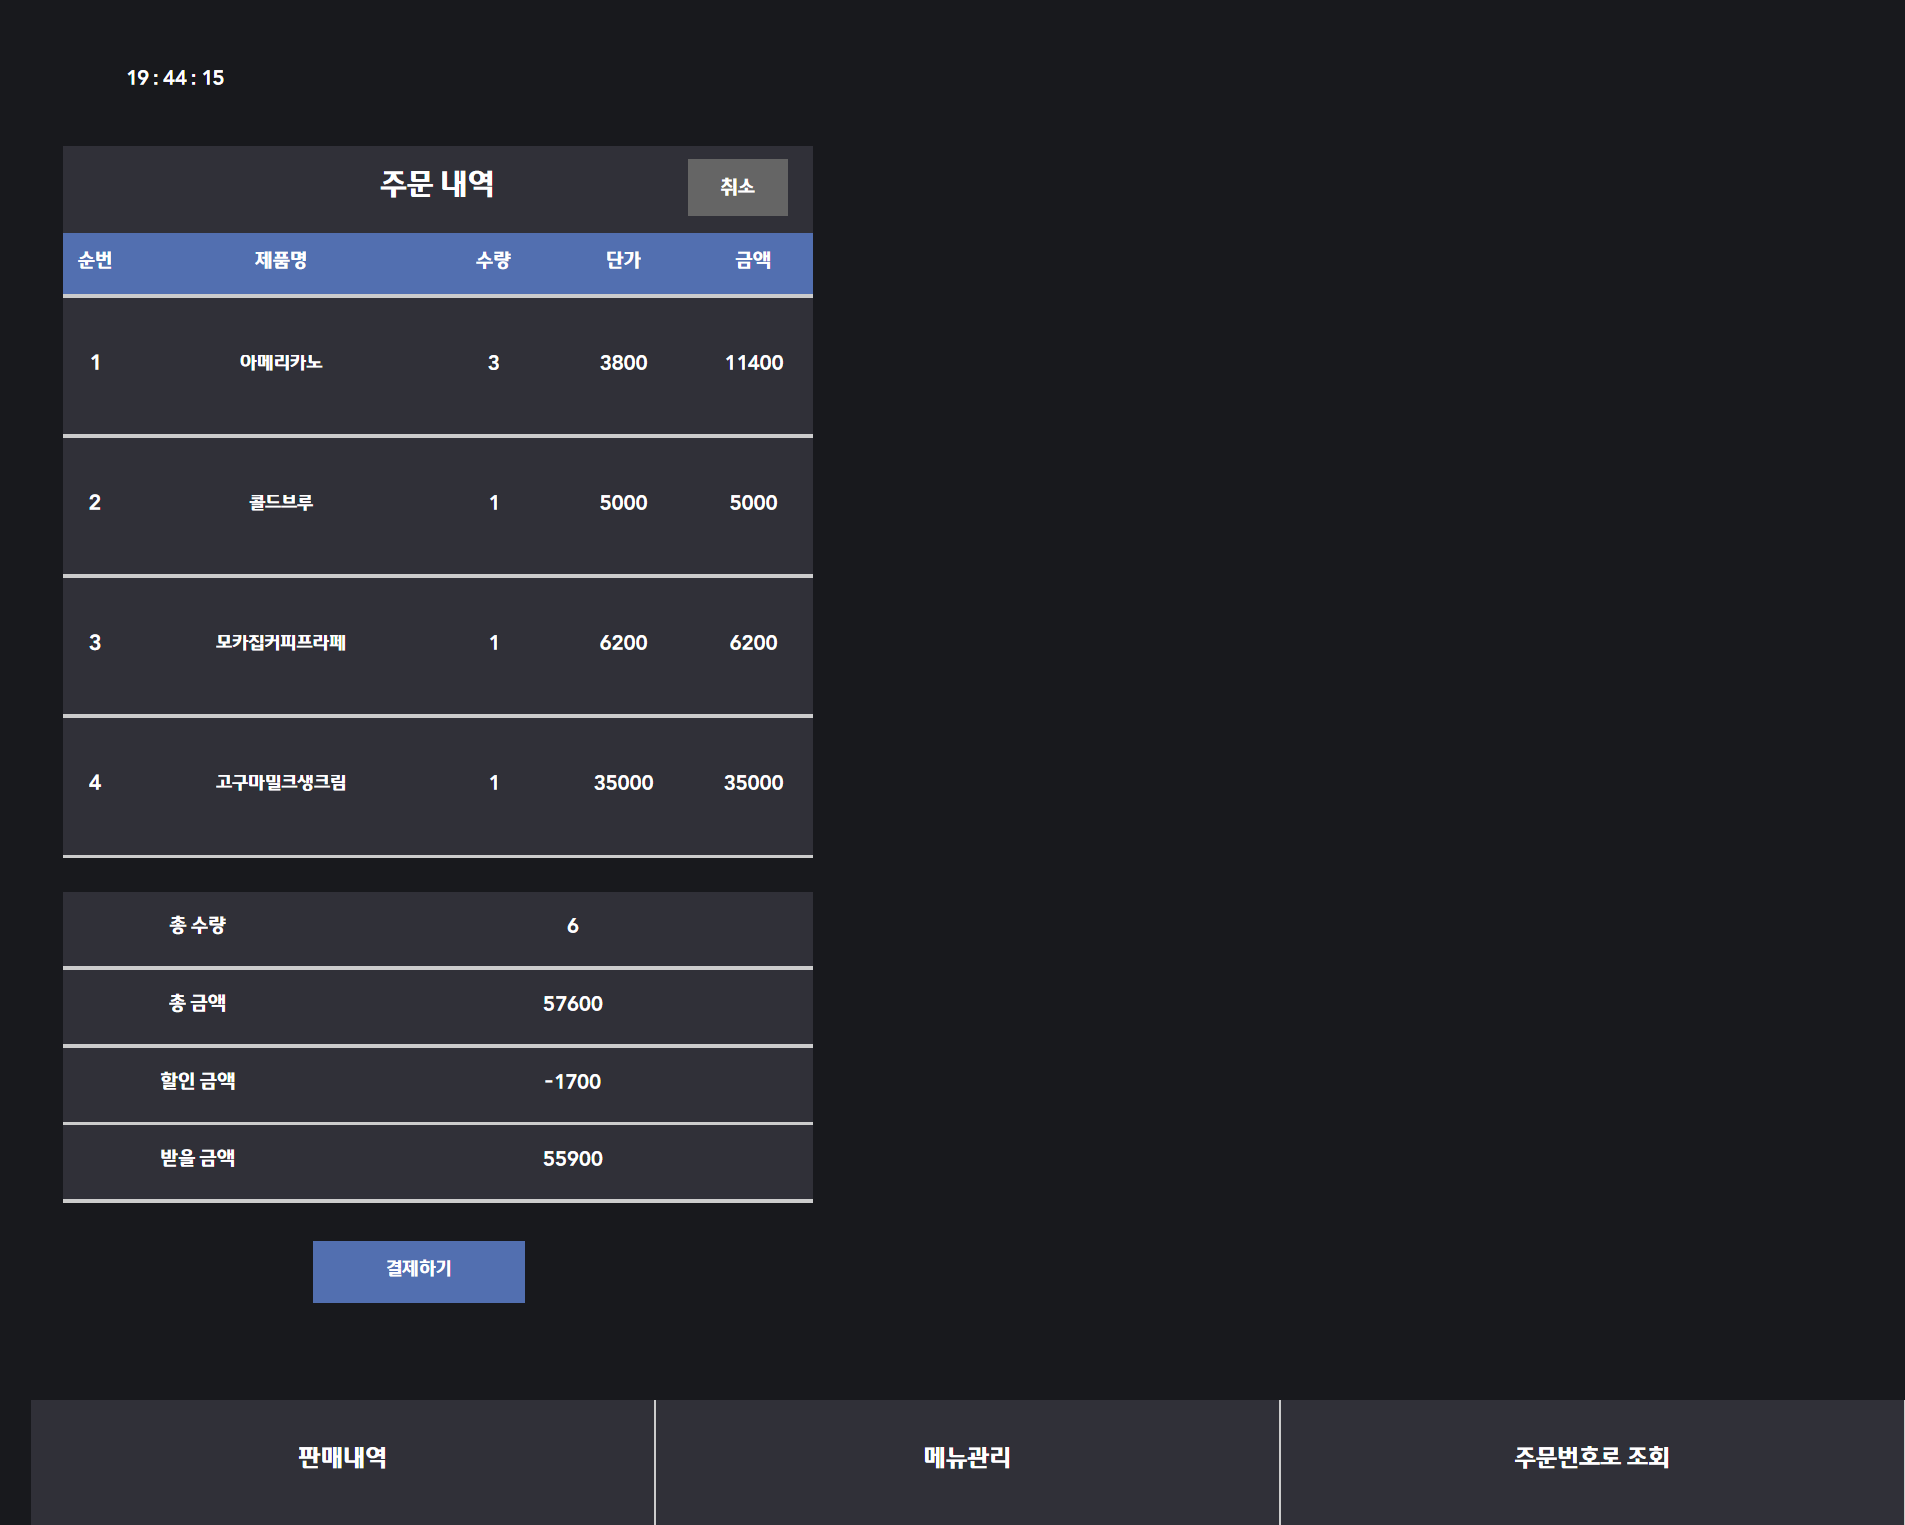 19 : 44 : 15
주문 내역 취소
순번 제품명 수량 단가 금액
1 아메리카노 3 3800 11400
2 콜드브루 1 5000 5000
3 모카집커피프라페 1 6200 6200
4 고구마밀크생크림 1 35000 35000
총 수량 6
총 금액 57600
할인 금액 -1700
받을 금액 55900
결제하기
판매내역 메뉴관리 주문번호로 조회